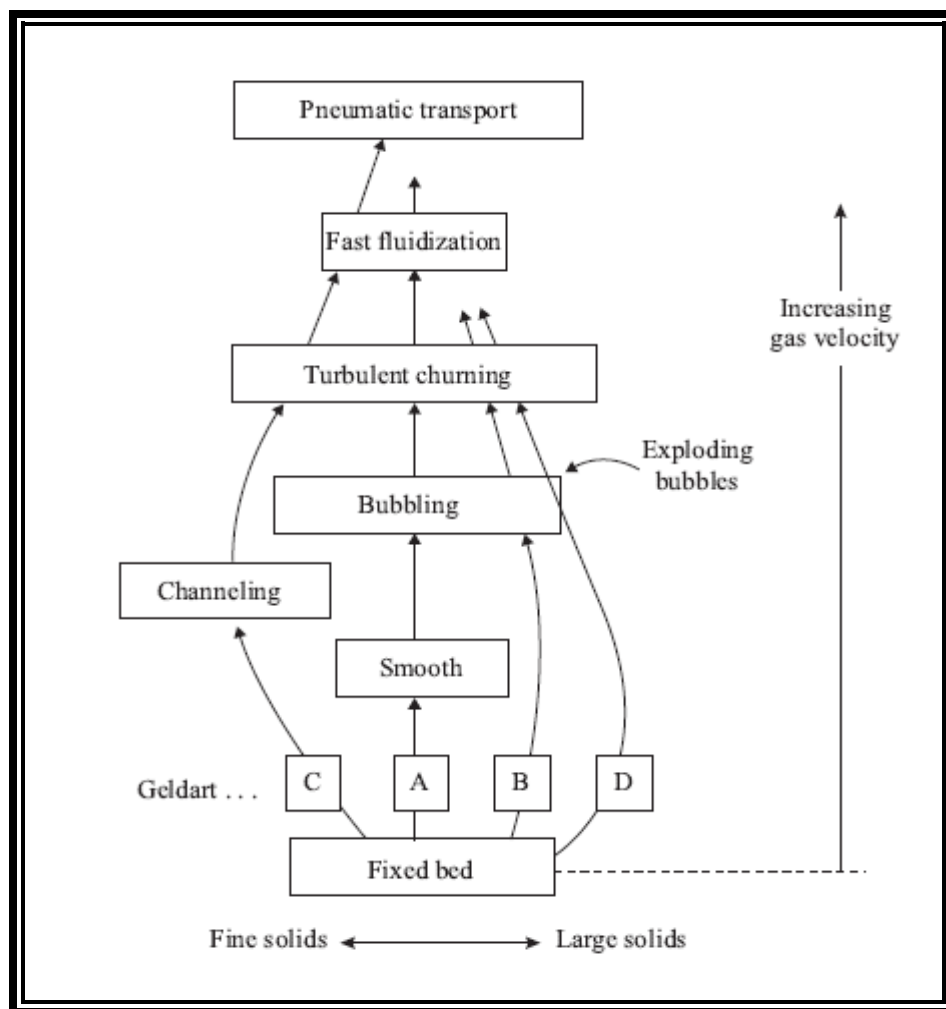 Pneumatic transport
Fast fluidization
Increasing
gas velocity
Turbulent churning
Exploding
bubbles
Bubbling
Channeling
Smooth
Geldart . . . C A B D
Fixed bed
Fine solids Large solids